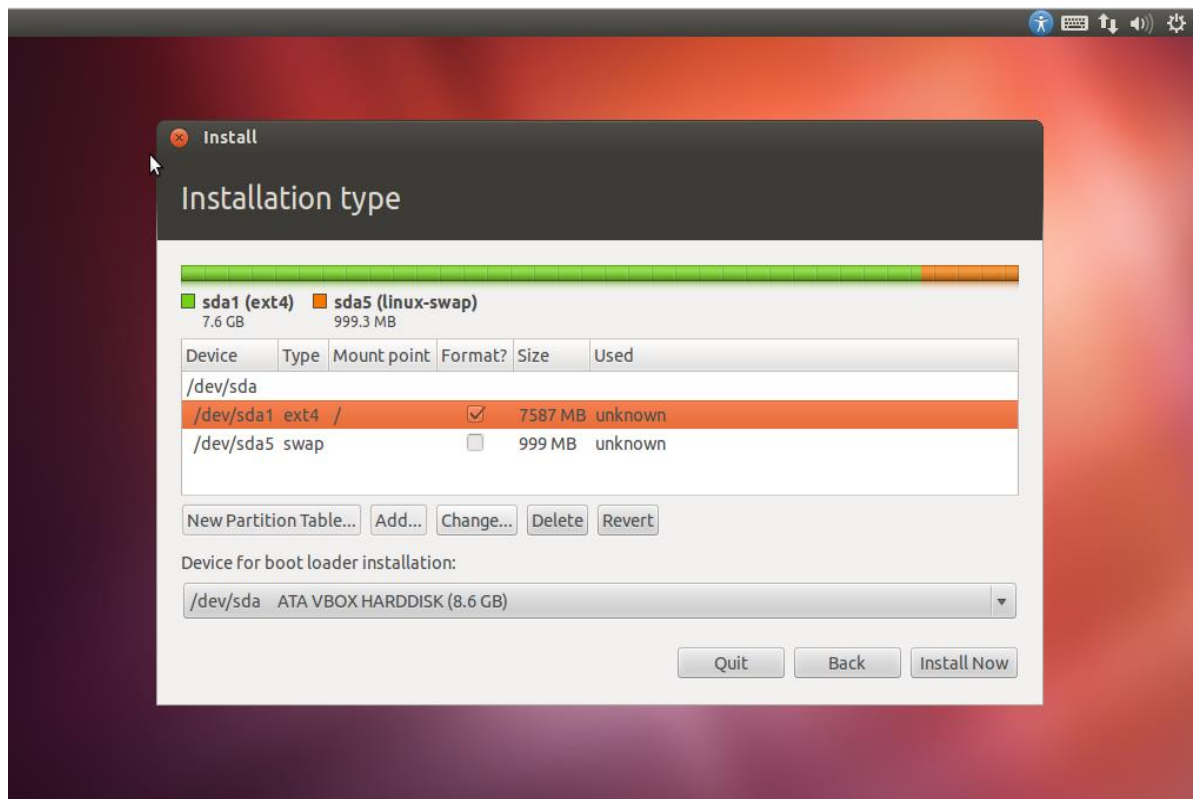 Install
Installation type
sda1 (ext4) sda5 (linux-swap)
7.6 GB 999.3 MB
Device Type Mount point Format? Size Used
/dev/sda
/dev/sda1 ext4 / 7587 MB unknown
/dev/sda5 swap 999 MB unknown
New Partition Table... Add... Change... Delete Revert
Device for boot loader installation:
/dev/sda ATA VBOX HARDDISK (8.6 GB)
Quit Back Install Now